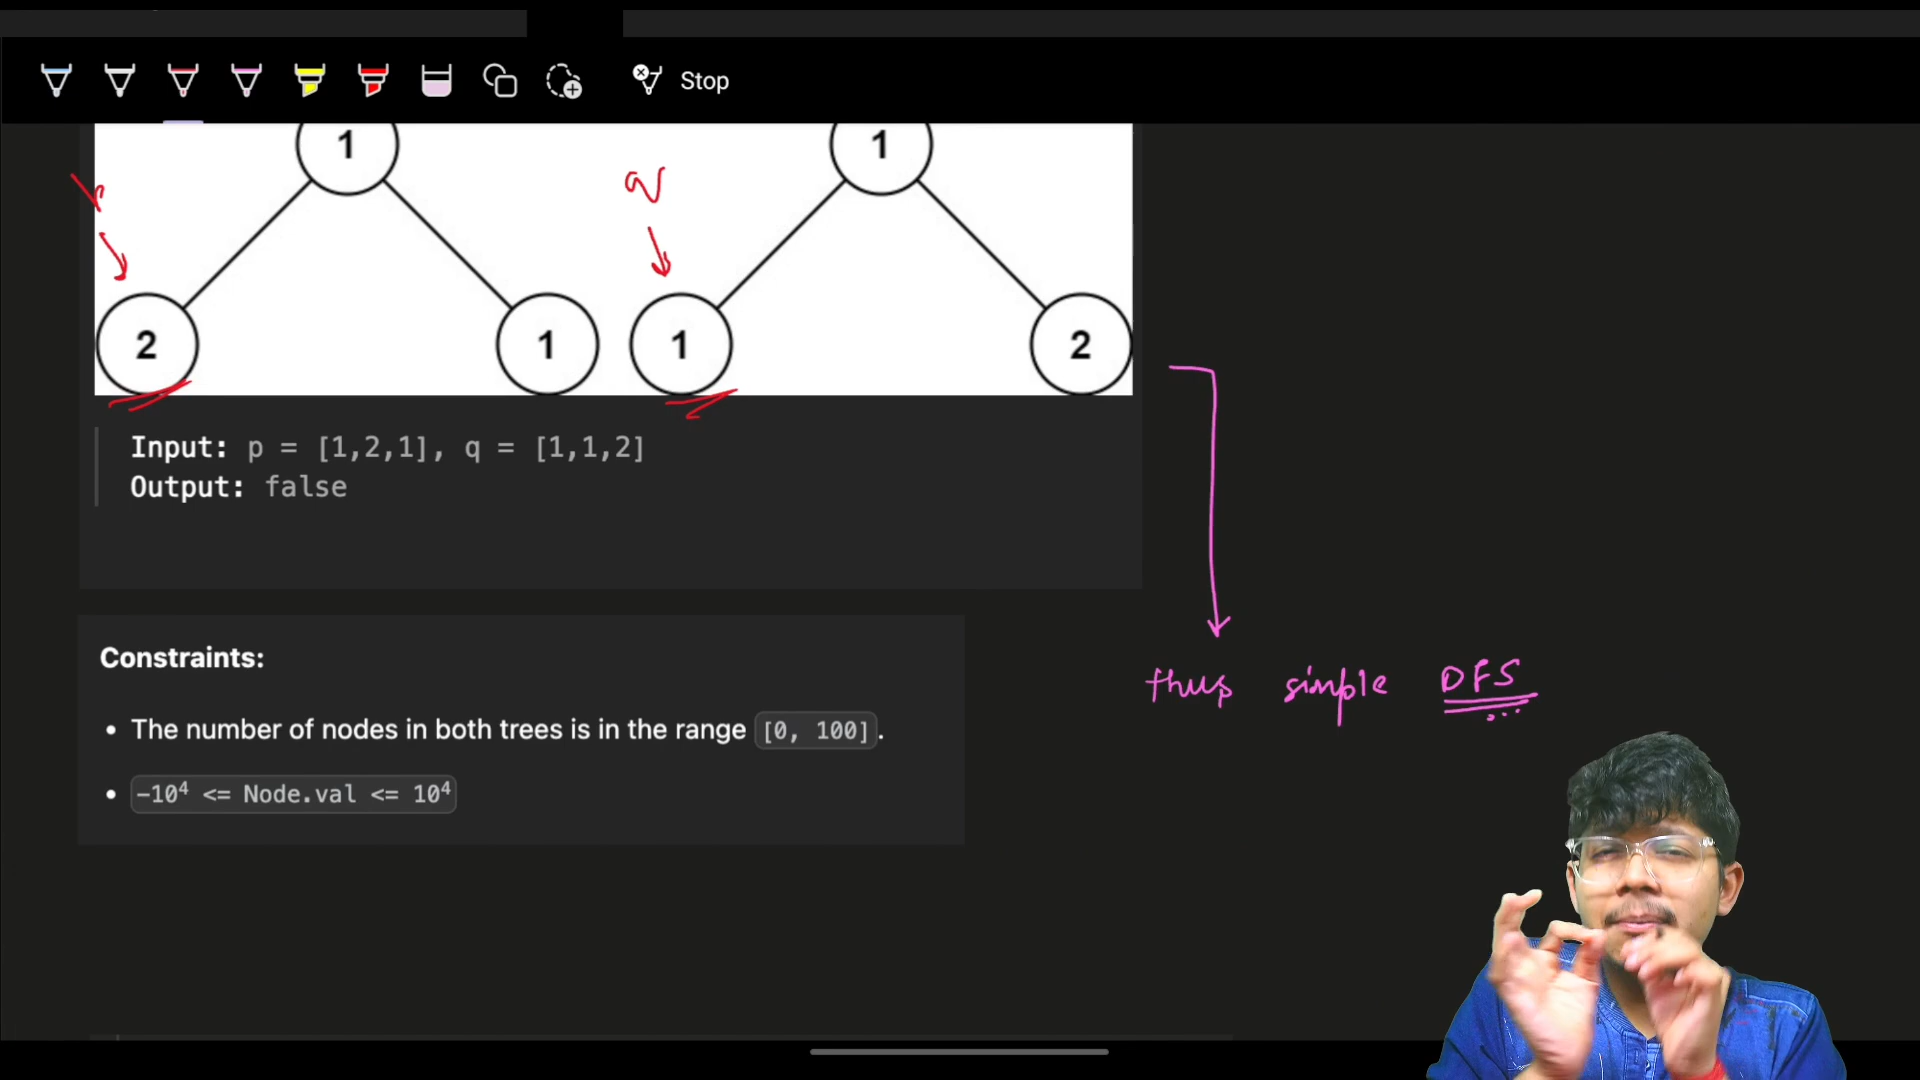 Stop
1
1
p
q
2
1
1
2
Input: p = [1,2,1], q = [1,1,2]
Output: false
Constraints:
thus simple DFS
• The number of nodes in both trees is in the range [0, 100].
• -10⁴ <= Node.val <= 10⁴